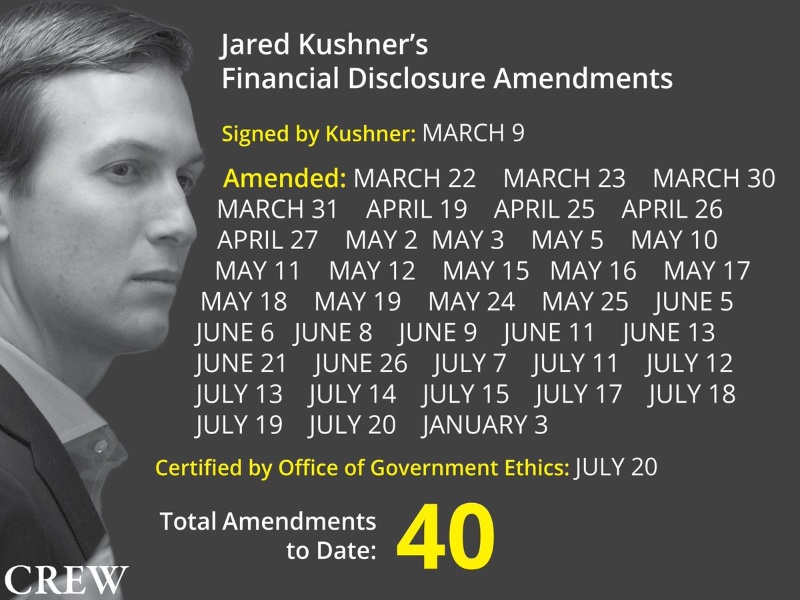 Jared Kushner's
Financial Disclosure Amendments
Signed by Kushner: MARCH 9
Amended: MARCH 22 MARCH 23 MARCH 30
MARCH 31 APRIL 19 APRIL 25 APRIL 26
APRIL 27 MAY 2 MAY 3 MAY 5 MAY 10
MAY 11 MAY 12 MAY 15 MAY 16 MAY 17
MAY 18 MAY 19 MAY 24 MAY 25 JUNE 5
JUNE 6 JUNE 8 JUNE 9 JUNE 11 JUNE 13
JUNE 21 JUNE 26 JULY 7 JULY 11 JULY 12
JULY 13 JULY 14 JULY 15 JULY 17 JULY 18
JULY 19 JULY 20 JANUARY 3
Certified by Office of Government Ethics: JULY 20
Total Amendments
to Date:
40
CREW